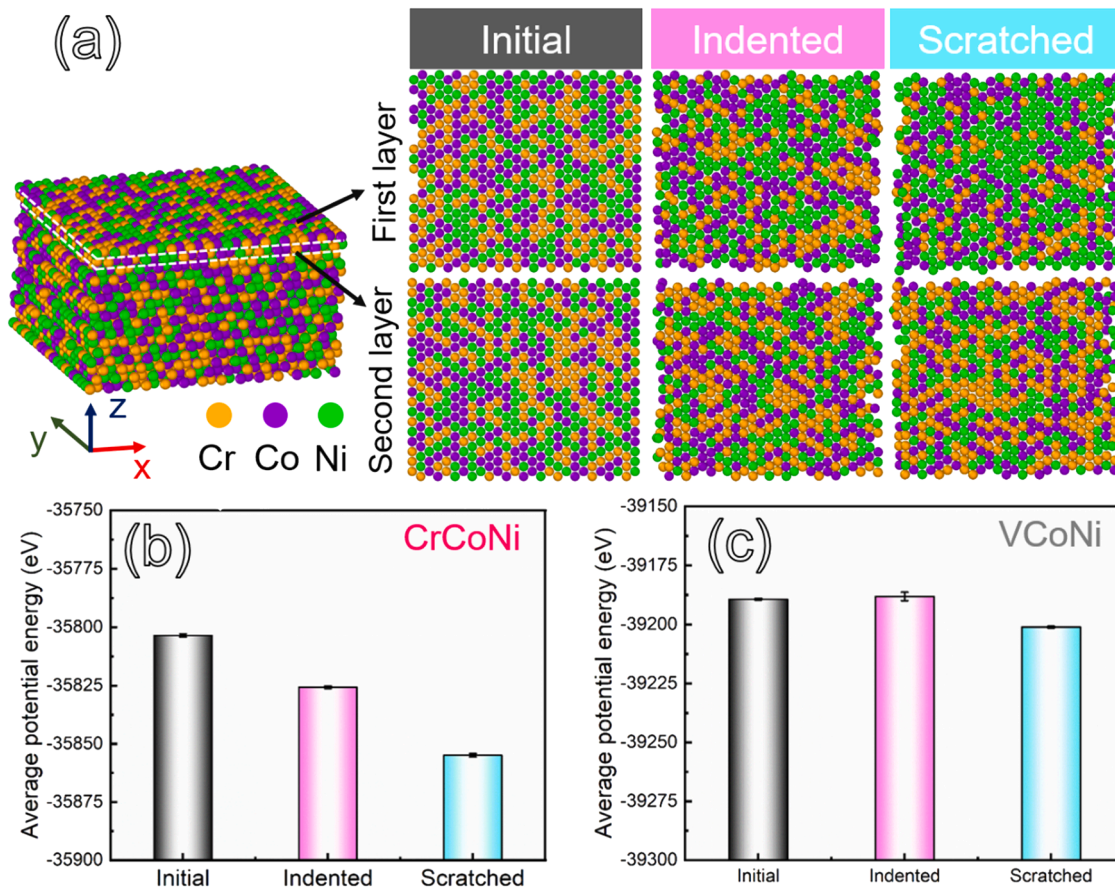 (a)
Initial
Indented
Scratched
First layer
Second layer
z
y
x
Cr
Co
Ni
(b)
CrCoNi
Average potential energy (eV)
-35750
-35775
-35800
-35825
-35850
-35875
-35900
Initial
Indented
Scratched
(c)
VCoNi
Average potential energy (eV)
-39150
-39175
-39200
-39225
-39250
-39275
-39300
Initial
Indented
Scratched